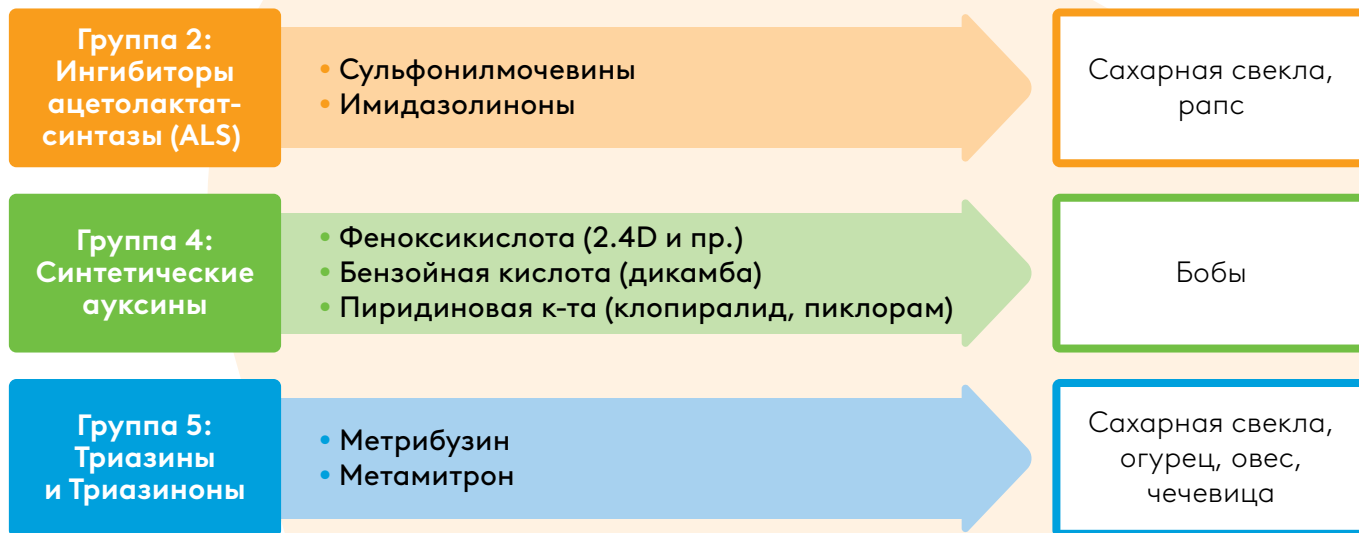 Группа 2:
Ингибиторы
ацетолактат-
синтазы (ALS)
• Сульфонилмочевины
• Имидазолиноны
Сахарная свекла,
рапс
Группа 4:
Синтетические
ауксины
• Феноксикислота (2.4D и пр.)
• Бензойная кислота (дикамба)
• Пиридиновая к-та (клопиралид, пиклорам)
Бобы
Группа 5:
Триазины
и Триазиноны
• Метрибузин
• Метамитрон
Сахарная свекла,
огурец, овес,
чечевица